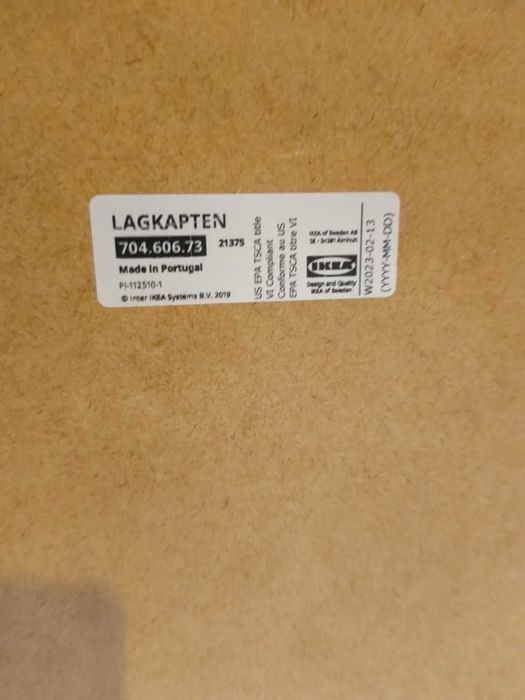 LAGKAPTEN
704.606.73 21375
Made in Portugal
PI-112510-1
© Inter IKEA Systems B.V. 2019
US EPA TSCA title
VI Compliant
Conforme au US
EPA TSCA titre VI
IKEA of Sweden AB
SE - 34381 Älmhult
IKEA
Design and Quality
IKEA of Sweden
W2023-02-13
(YYYY-MM-DD)